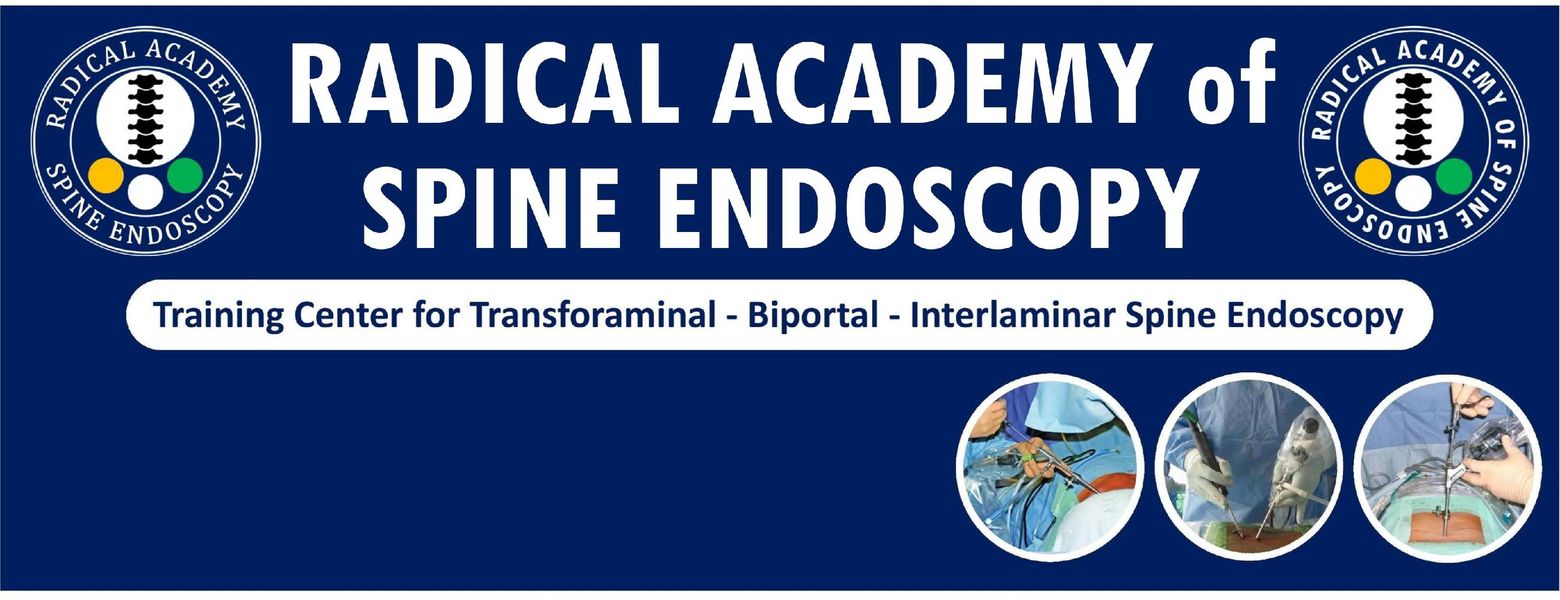 RADICAL ACADEMY
SPINE ENDOSCOPY
RADICAL ACADEMY of
SPINE ENDOSCOPY
RADICAL ACADEMY OF SPINE ENDOSCOPY
Training Center for Transforaminal - Biportal - Interlaminar Spine Endoscopy